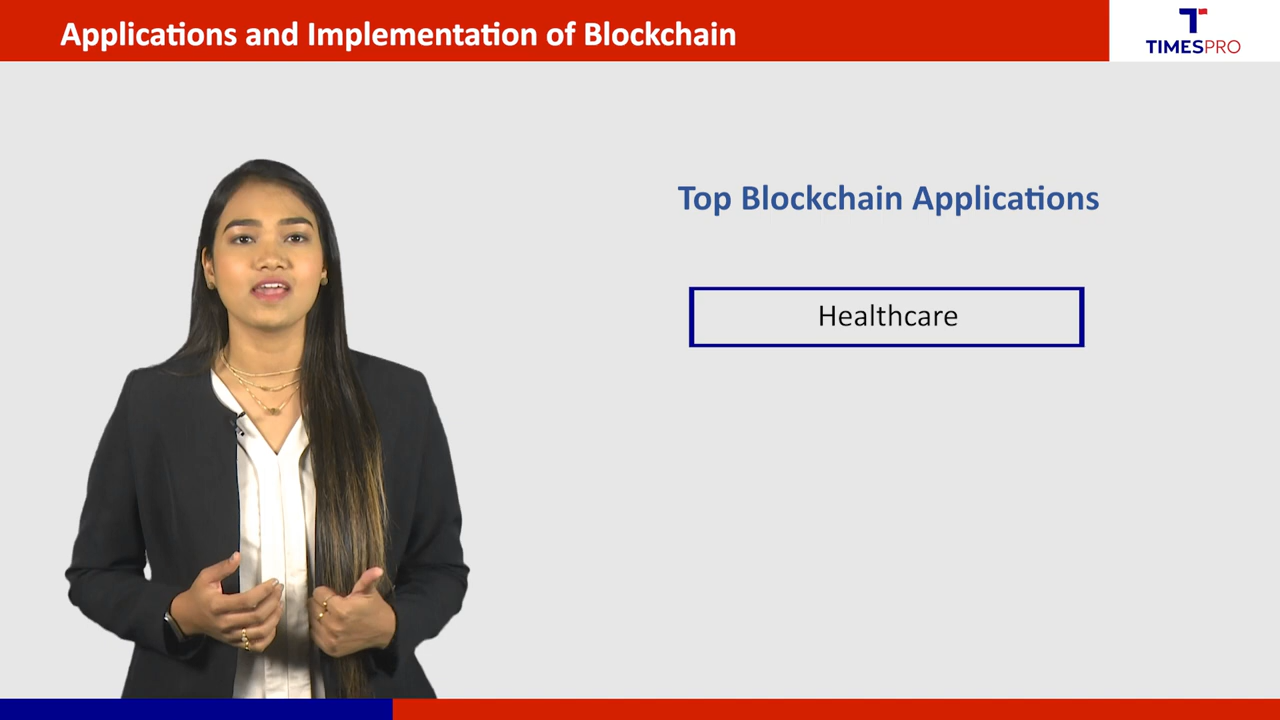 Applications and Implementation of Blockchain
TIMESPRO
Top Blockchain Applications
Healthcare